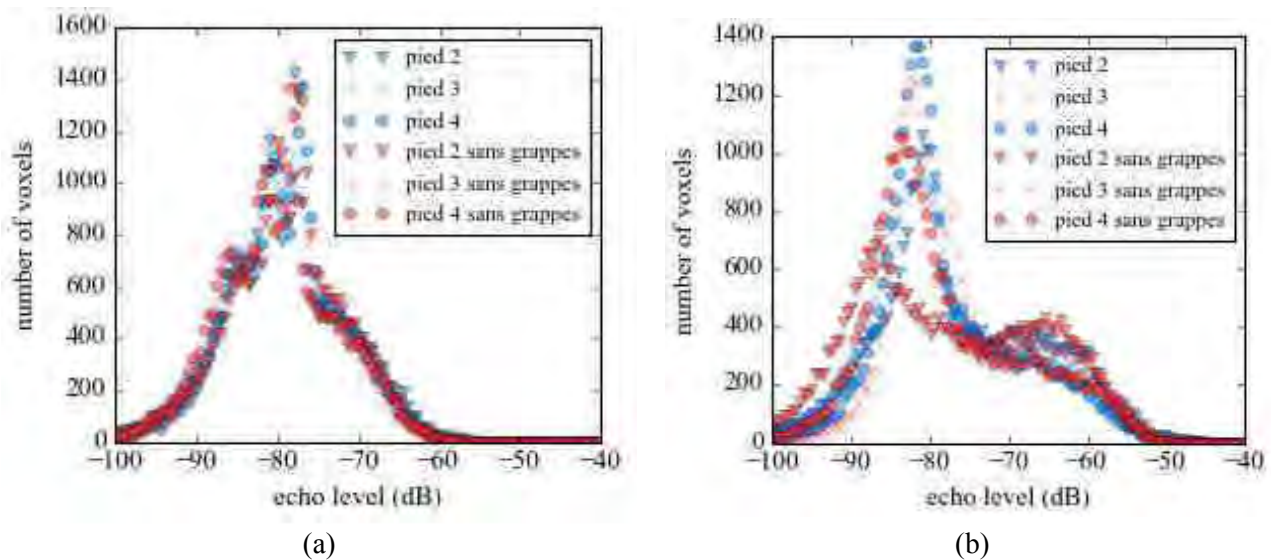 1600
1400
1200
1000
800
600
400
200
0
−100
−90
−80
−70
−60
−50
−40
number of voxels
echo level (dB)
pied 2
pied 3
pied 4
pied 2 sans grappes
pied 3 sans grappes
pied 4 sans grappes
(a)
1400
1200
1000
800
600
400
200
0
−100
−90
−80
−70
−60
−50
−40
number of voxels
echo level (dB)
pied 2
pied 3
pied 4
pied 2 sans grappes
pied 3 sans grappes
pied 4 sans grappes
(b)